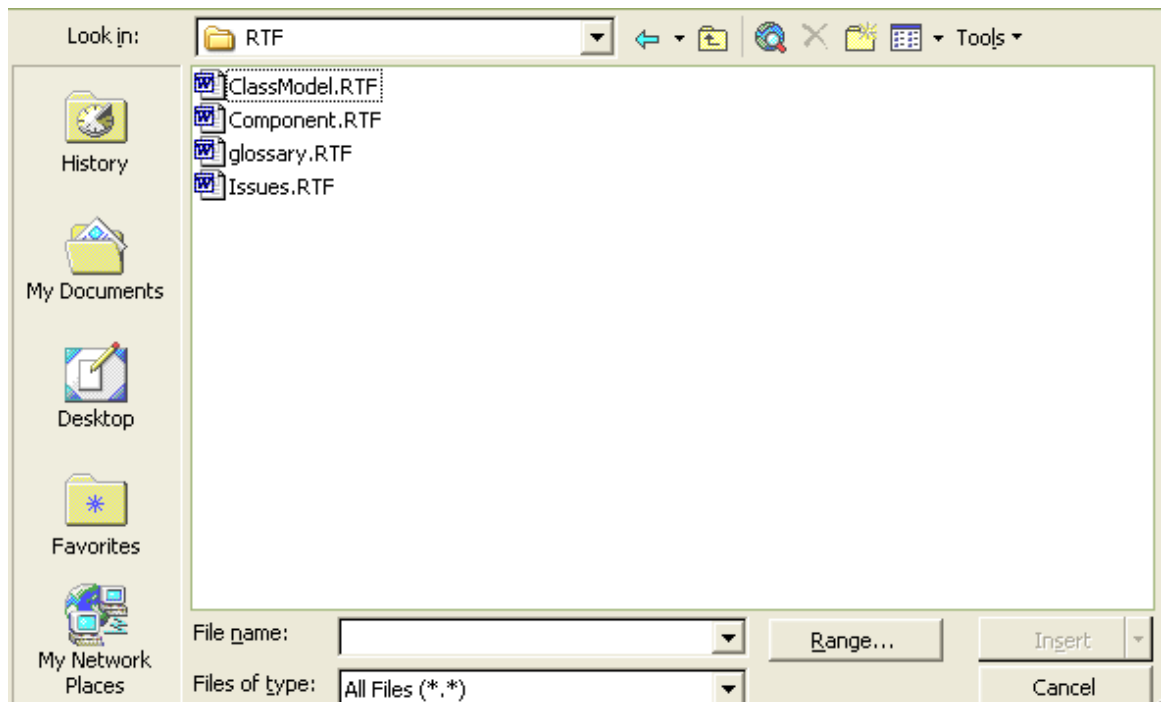 Look in:
RTF
Tools
ClassModel.RTF
Component.RTF
glossary.RTF
Issues.RTF
History
My Documents
Desktop
Favorites
My Network
Places
File name:
Range...
Insert
Files of type:
All Files (*.*)
Cancel